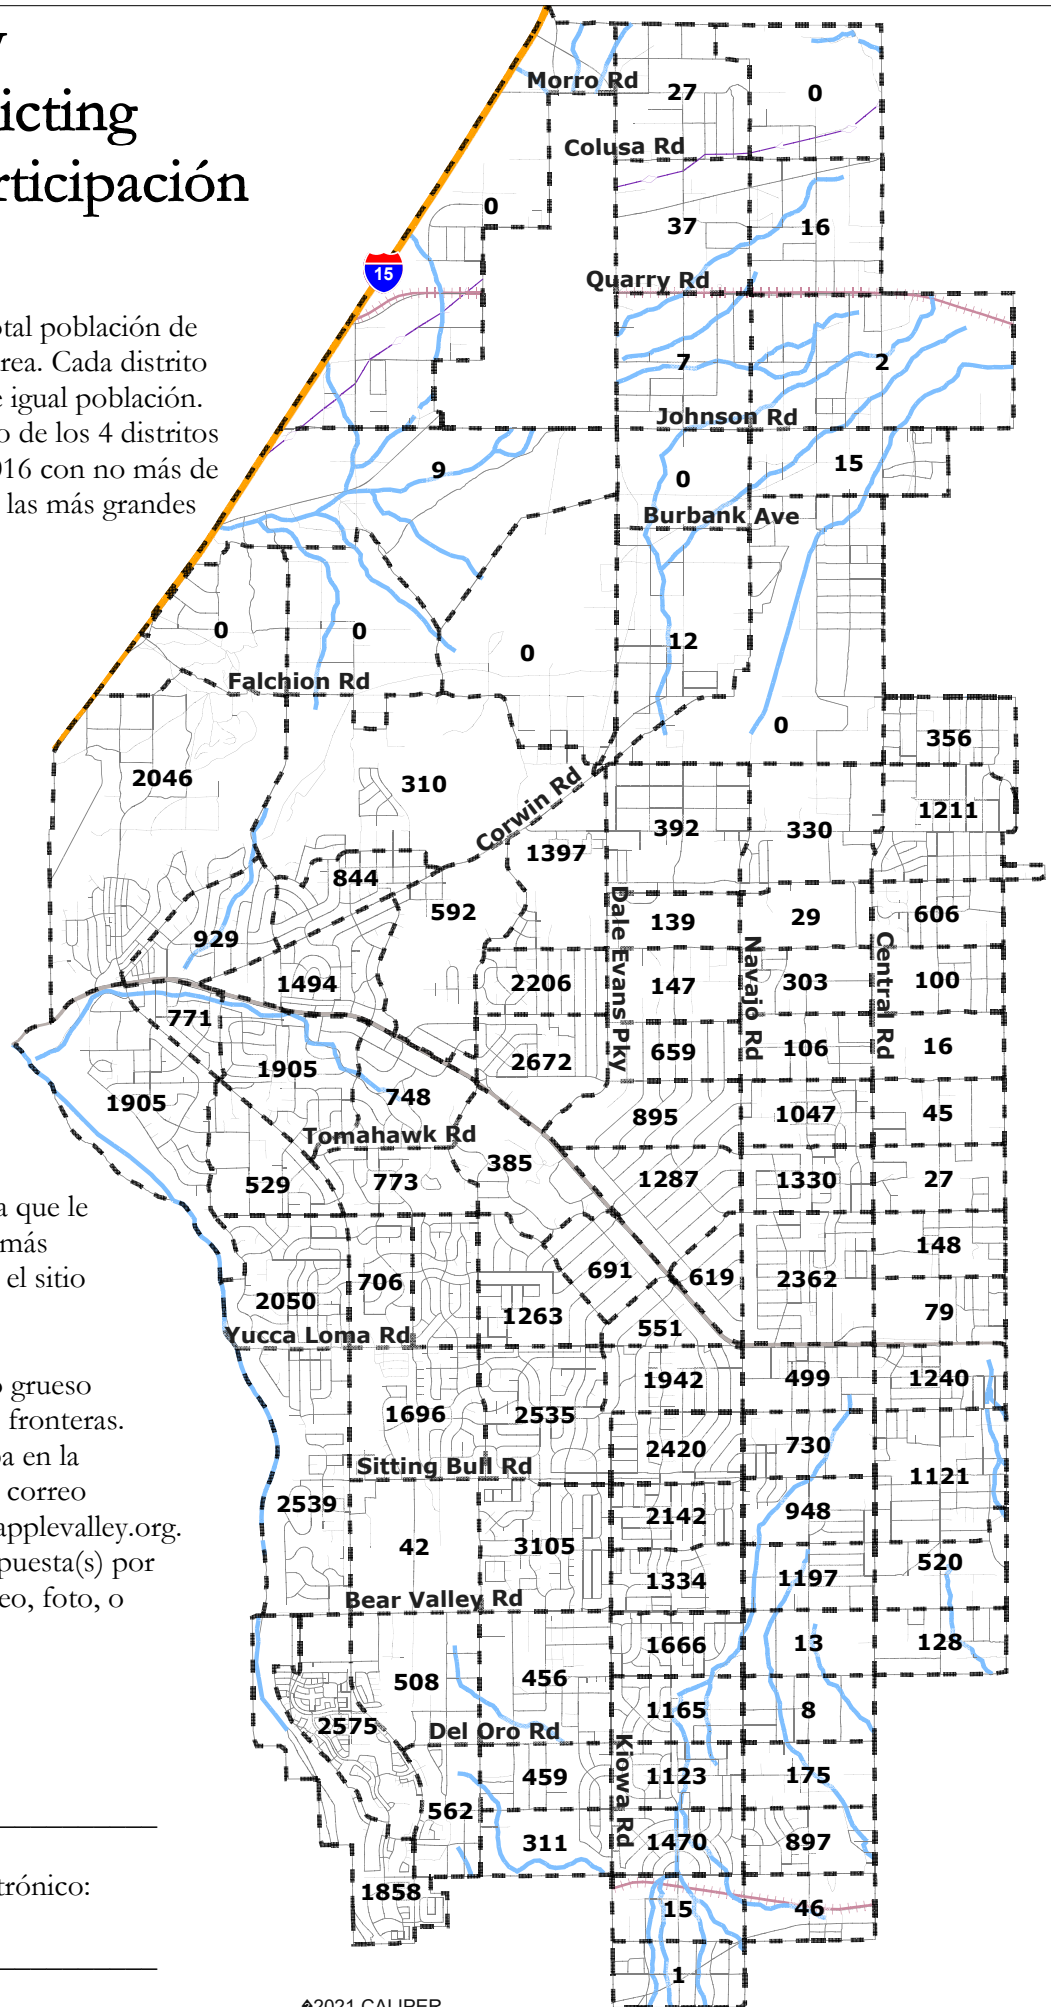 icting
rticipación
otal población de
rea. Cada distrito
e igual población.
o de los 4 distritos
016 con no más de
las más grandes
a que le
más
el sitio
o grueso
fronteras.
pa en la
correo
applevalley.org.
puesta(s) por
eo, foto, o
trónico:
Morro Rd
27
0
Colusa Rd
0
37
16
15
Quarry Rd
7
2
Johnson Rd
9
0
15
Burbank Ave
0
0
0
12
Falchion Rd
0
356
2046
310
Corwin Rd
1211
392
330
1397
844
592
Dale Evans Pky
139
29
606
929
Navajo Rd
Central Rd
1494
2206
147
303
100
771
1905
2672
659
106
16
1905
748
895
1047
45
Tomahawk Rd
529
773
385
1287
1330
27
148
2050
706
691
619
2362
1263
551
79
Yucca Loma Rd
1942
499
1240
1696
2535
2420
730
Sitting Bull Rd
1121
2539
2142
948
42
3105
1334
1197
520
Bear Valley Rd
1666
13
128
508
456
1165
8
2575
Del Oro Rd
Kiowa Rd
459
1123
175
562
311
1470
897
1858
15
46
1
�2021 CALIPER